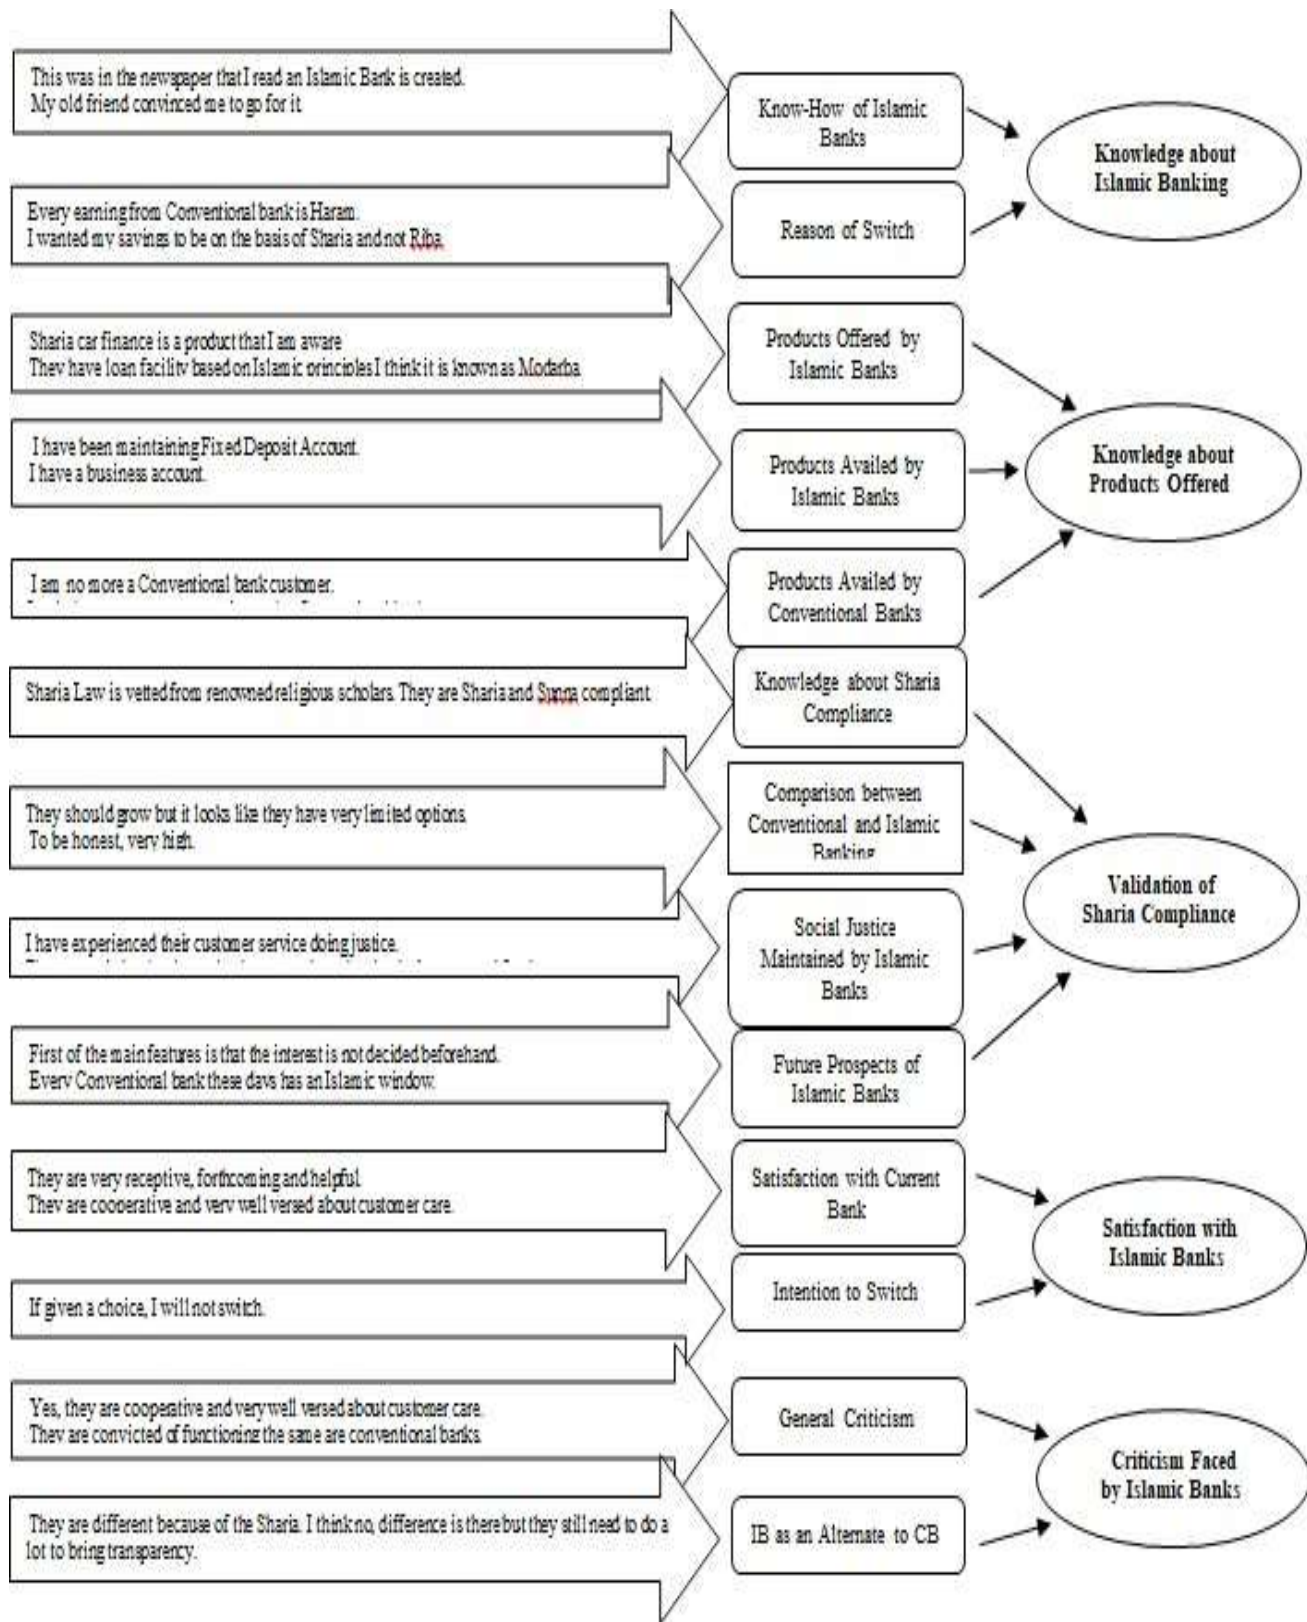 This was in the newspaper that I read an Islamic Bank is created.
My old friend convinced me to go for it.
Know-How of Islamic
Banks
Knowledge about
Islamic Banking
Every earning from Conventional bank is Haram.
I wanted my savings to be on the basis of Sharia and not Riba.
Reason of Switch
Sharia car finance is a product that I am aware
They have loan facility based on Islamic principles I think it is known as Modarba.
Products Offered by
Islamic Banks
I have been maintaining Fixed Deposit Account.
I have a business account.
Products Availed by
Islamic Banks
Knowledge about
Products Offered
I am no more a Conventional bank customer.
Products Availed by
Conventional Banks
Sharia Law is vetted from renowned religious scholars. They are Sharia and Sunna compliant.
Knowledge about Sharia
Compliance
They should grow but it looks like they have very limited options.
To be honest, very high.
Comparison between
Conventional and Islamic
Banking
Validation of
Sharia Compliance
I have experienced their customer service doing justice.
Social Justice
Maintained by Islamic
Banks
First of the main features is that the interest is not decided beforehand.
Every Conventional bank these days has an Islamic window.
Future Prospects of
Islamic Banks
They are very receptive, forthcoming and helpful.
They are cooperative and very well versed about customer care.
Satisfaction with Current
Bank
Satisfaction with
Islamic Banks
If given a choice, I will not switch.
Intention to Switch
Yes, they are cooperative and very well versed about customer care.
They are convicted of functioning the same are conventional banks.
General Criticism
Criticism Faced
by Islamic Banks
They are different because of the Sharia. I think no, difference is there but they still need to do a
lot to bring transparency.
IB as an Alternate to CB